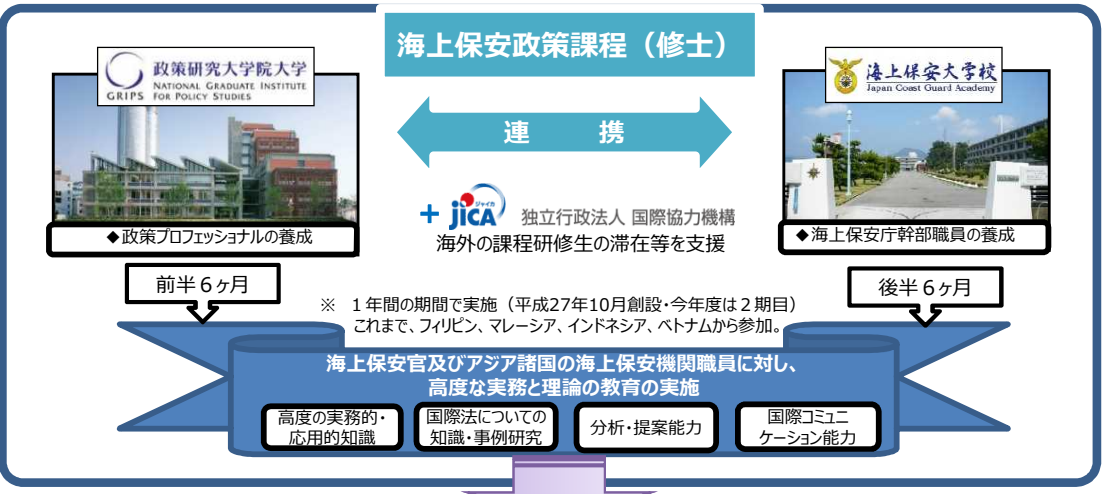 海上保安政策課程（修士）
政策研究大学院大学
NATIONAL GRADUATE INSTITUTE
FOR POLICY STUDIES
GRIPS
海上保安大学校
Japan Coast Guard Academy
連　携
+ ジャイカ
JICA 独立行政法人 国際協力機構
海外の課程研修生の滞在等を支援
◆政策プロフェッショナルの養成
◆海上保安庁幹部職員の養成
前半６ヶ月
後半６ヶ月
※　１年間の期間で実施（平成27年10月創設・今年度は２期目）
これまで、フィリピン、マレーシア、インドネシア、ベトナムから参加。
海上保安官及びアジア諸国の海上保安機関職員に対し、
高度な実務と理論の教育の実施
高度の実務的・
応用的知識
国際法についての
知識・事例研究
分析・提案能力
国際コミュニ
ケーション能力